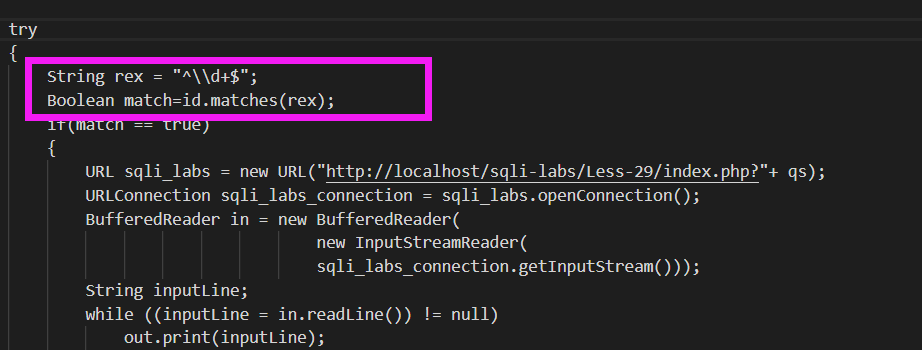 try
{
String rex = "^\\d+$";
Boolean match=id.matches(rex);
if(match == true)
{
URL sqli_labs = new URL("http://localhost/sqli-labs/Less-29/index.php?"+ qs);
URLConnection sqli_labs_connection = sqli_labs.openConnection();
BufferedReader in = new BufferedReader(
new InputStreamReader(
sqli_labs_connection.getInputStream()));
String inputLine;
while ((inputLine = in.readLine()) != null)
out.print(inputLine);